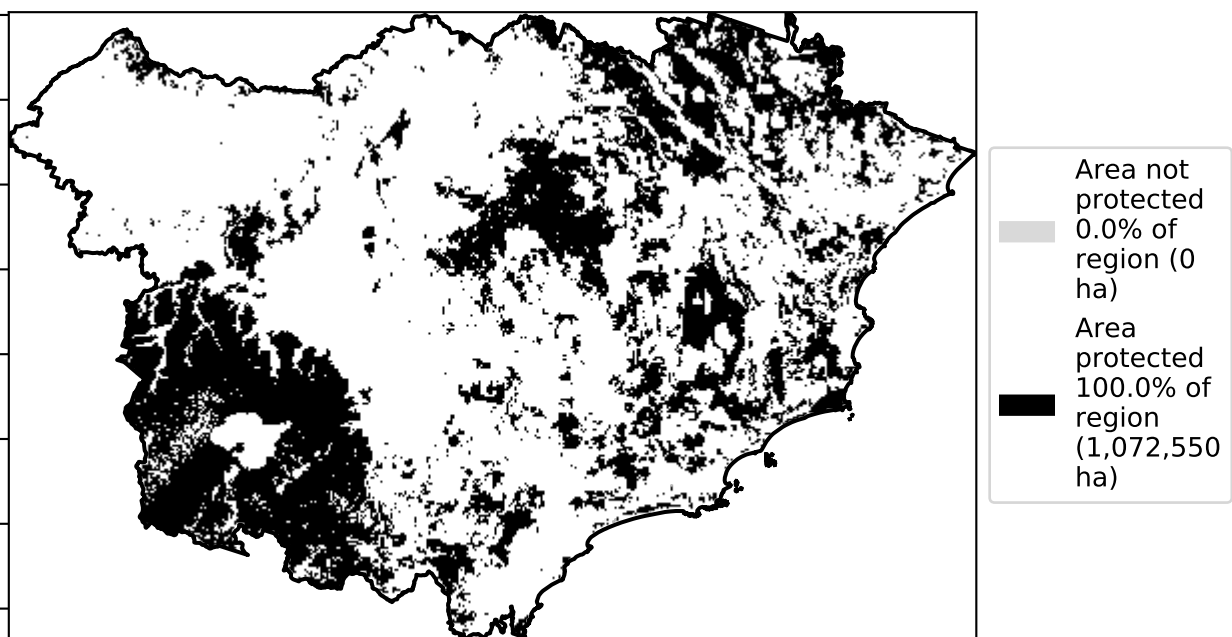 Area not
protected
0.0% of
region (0
ha)
Area
protected
100.0% of
region
(1,072,550
ha)